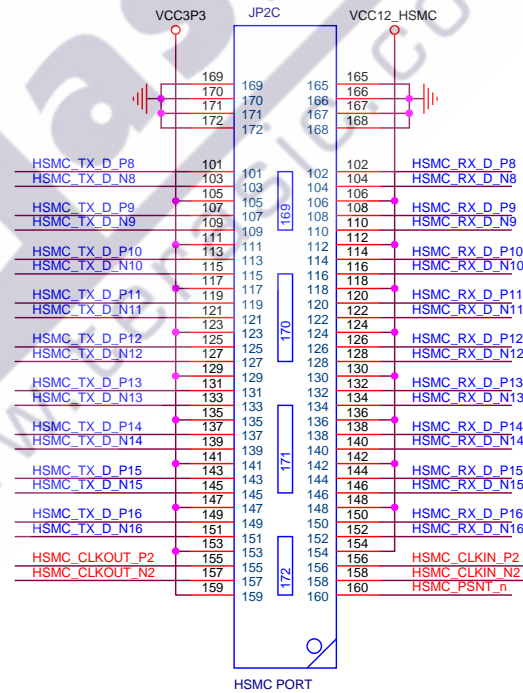 VCC3P3 JP2C VCC12_HSMC
169 169 165 165
170 170 166 166
171 171 167 167
172 172 168 168
HSMC_TX_D_P8 101 101 102 102 HSMC_RX_D_P8
HSMC_TX_D_N8 103 103 104 104 HSMC_RX_D_N8
105 105 106 106
HSMC_TX_D_P9 107 107 108 108 HSMC_RX_D_P9
HSMC_TX_D_N9 109 109 110 110 HSMC_RX_D_N9
169
111 111 112 112
HSMC_TX_D_P10 113 113 114 114 HSMC_RX_D_P10
HSMC_TX_D_N10 115 115 116 116 HSMC_RX_D_N10
117 117 118 118
HSMC_TX_D_P11 119 119 120 120 HSMC_RX_D_P11
HSMC_TX_D_N11 121 121 122 122 HSMC_RX_D_N11
170
123 123 124 124
HSMC_TX_D_P12 125 125 126 126 HSMC_RX_D_P12
HSMC_TX_D_N12 127 127 128 128 HSMC_RX_D_N12
129 129 130 130
HSMC_TX_D_P13 131 131 132 132 HSMC_RX_D_P13
HSMC_TX_D_N13 133 133 134 134 HSMC_RX_D_N13
135 135 136 136
HSMC_TX_D_P14 137 137 138 138 HSMC_RX_D_P14
HSMC_TX_D_N14 139 139 140 140 HSMC_RX_D_N14
171
141 141 142 142
HSMC_TX_D_P15 143 143 144 144 HSMC_RX_D_P15
HSMC_TX_D_N15 145 145 146 146 HSMC_RX_D_N15
147 147 148 148
HSMC_TX_D_P16 149 149 150 150 HSMC_RX_D_P16
HSMC_TX_D_N16 151 151 152 152 HSMC_RX_D_N16
153 153 154 154
HSMC_CLKOUT_P2 155 155 156 156 HSMC_CLKIN_P2
HSMC_CLKOUT_N2 157 157 158 158 HSMC_CLKIN_N2
172
159 159 160 160 HSMC_PSNT_n
HSMC PORT
w.terasic.co